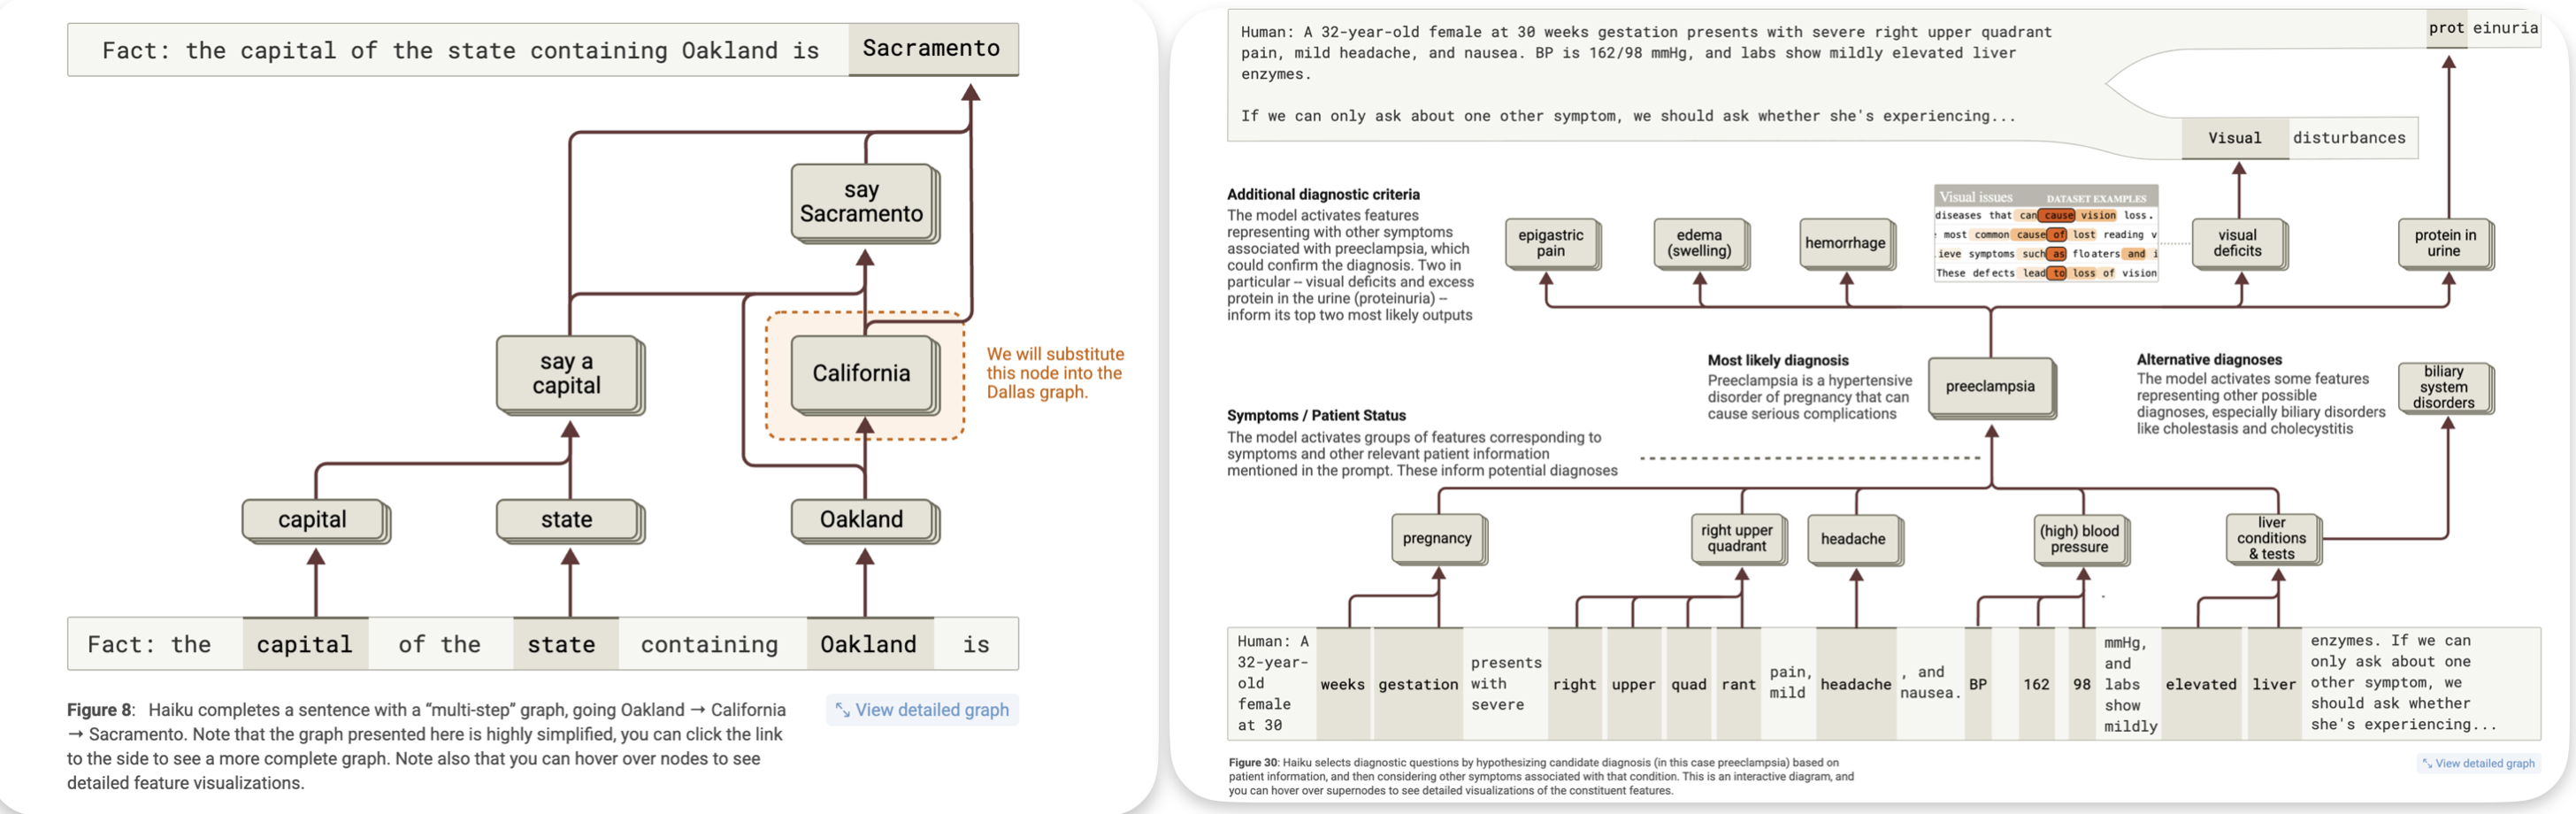 Fact: the capital of the state containing Oakland is Sacramento
say
Sacramento
say a
capital
California
We will substitute
this node into the
Dallas graph.
capital
state
Oakland
Fact: the capital of the state containing Oakland is
Figure 8: Haiku completes a sentence with a “multi-step” graph, going Oakland → California
→ Sacramento. Note that the graph presented here is highly simplified, you can click the link
to the side to see a more complete graph. Note also that you can hover over nodes to see
detailed feature visualizations.
View detailed graph
Human: A 32-year-old female at 30 weeks gestation presents with severe right upper quadrant
pain, mild headache, and nausea. BP is 162/98 mmHg, and labs show mildly elevated liver
enzymes.
If we can only ask about one other symptom, we should ask whether she's experiencing...
prot einuria
Visual disturbances
Additional diagnostic criteria
The model activates features
representing with other symptoms
associated with preeclampsia, which
could confirm the diagnosis. Two in
particular – visual deficits and excess
protein in the urine (proteinuria) –
inform its top two most likely outputs
epigastric
pain
edema
(swelling)
hemorrhage
Visual issues DATASET EXAMPLES
diseases that can cause vision loss.
most common cause of lost reading v
ieve symptoms such as floaters and i
These defects lead to loss of vision
visual
deficits
protein in
urine
Most likely diagnosis
Preeclampsia is a hypertensive
disorder of pregnancy that can
cause serious complications
preeclampsia
Alternative diagnoses
The model activates some features
representing other possible
diagnoses, especially biliary disorders
like cholestasis and cholecystitis
biliary
system
disorders
Symptoms / Patient Status
The model activates groups of features corresponding to
symptoms and other relevant patient information
mentioned in the prompt. These inform potential diagnoses
pregnancy
right upper
quadrant
headache
(high) blood
pressure
liver
conditions
& tests
Human: A
32-year-
old
female
at 30
weeks
gestation
presents
with
severe
right
upper
quad
rant
pain,
mild
headache
, and
nausea.
BP
162
98
mmHg,
and
labs
show
mildly
elevated
liver
enzymes. If we can
only ask about one
other symptom, we
should ask whether
she's experiencing...
Figure 30: Haiku selects diagnostic questions by hypothesizing candidate diagnosis (in this case preeclampsia) based on
patient information, and then considering other symptoms associated with that condition. This is an interactive diagram, and
you can hover over supernodes to see detailed visualizations of the constituent features.
View detailed graph